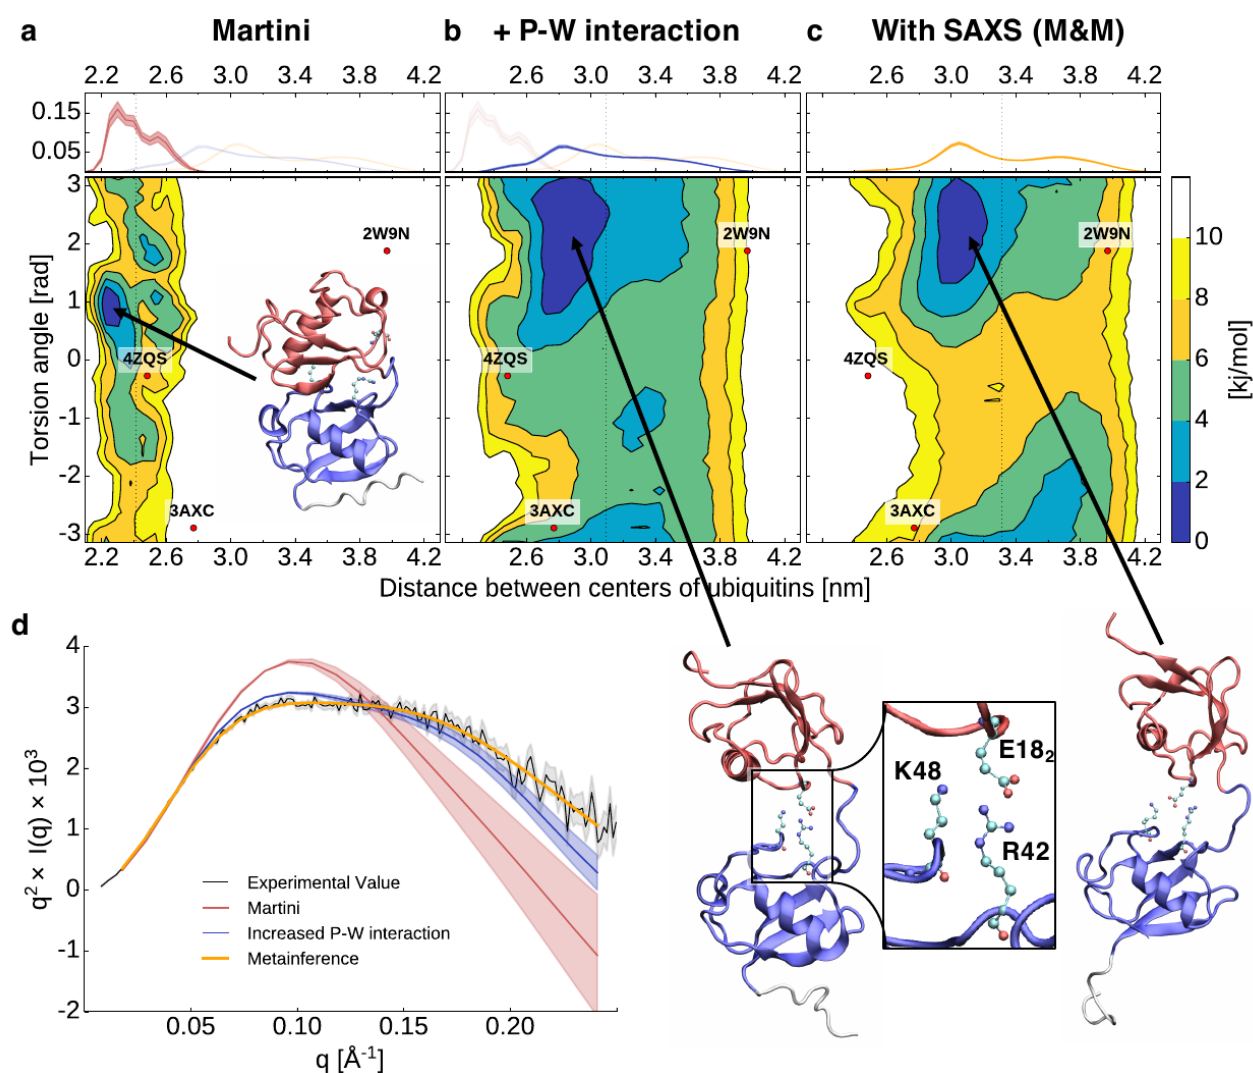 a Martini b + P-W interaction c With SAXS (M&M)
2.2 2.6 3.0 3.4 3.8 4.2 2.6 3.0 3.4 3.8 4.2 2.6 3.0 3.4 3.8 4.2
0.15
0.05
3
2
1
0
-1
-2
-3
Torsion angle [rad]
2W9N
4ZQS
3AXC
2W9N
4ZQS
3AXC
2W9N
4ZQS
3AXC
10
8
6
4
2
0
[kj/mol]
2.2 2.6 3.0 3.4 3.8 4.2 2.6 3.0 3.4 3.8 4.2 2.6 3.0 3.4 3.8 4.2
Distance between centers of ubiquitins [nm]
d
4
3
2
1
0
-1
-2
q² × I(q) × 10³
Experimental Value
Martini
Increased P-W interaction
Metainference
0.05 0.10 0.15 0.20
q [Å⁻¹]
E18₂
K48
R42